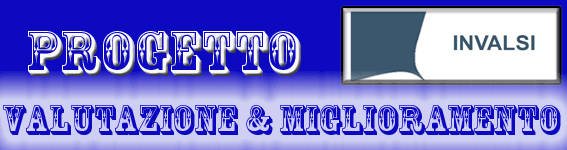 PROGETTO
INVALSI
VALUTAZIONE & MIGLIORAMENTO